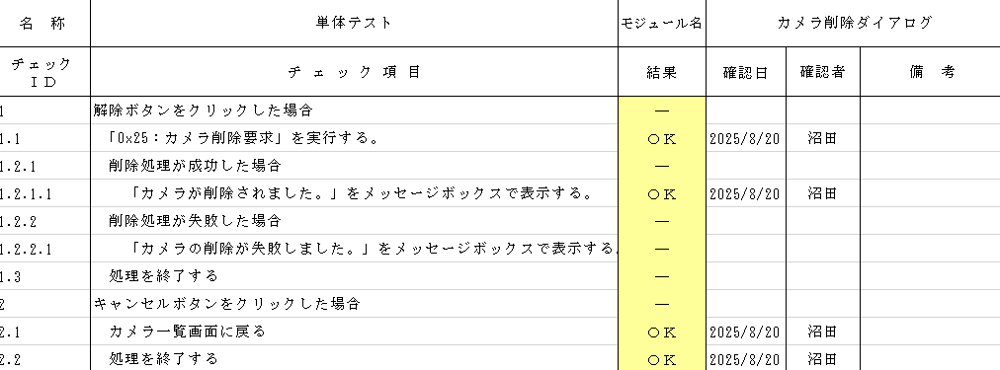 名 称 単体テスト モジュール名 カメラ削除ダイアログ
チェックID チェック項目 結果 確認日 確認者 備 考
1 解除ボタンをクリックした場合 －
1.1 「0x25：カメラ削除要求」を実行する。 ＯＫ 2025/8/20 沼田
1.2.1 削除処理が成功した場合 －
1.2.1.1 「カメラが削除されました。」をメッセージボックスで表示する。 ＯＫ 2025/8/20 沼田
1.2.2 削除処理が失敗した場合 －
1.2.2.1 「カメラの削除が失敗しました。」をメッセージボックスで表示する。 －
1.3 処理を終了する －
2 キャンセルボタンをクリックした場合 －
2.1 カメラ一覧画面に戻る ＯＫ 2025/8/20 沼田
2.2 処理を終了する ＯＫ 2025/8/20 沼田